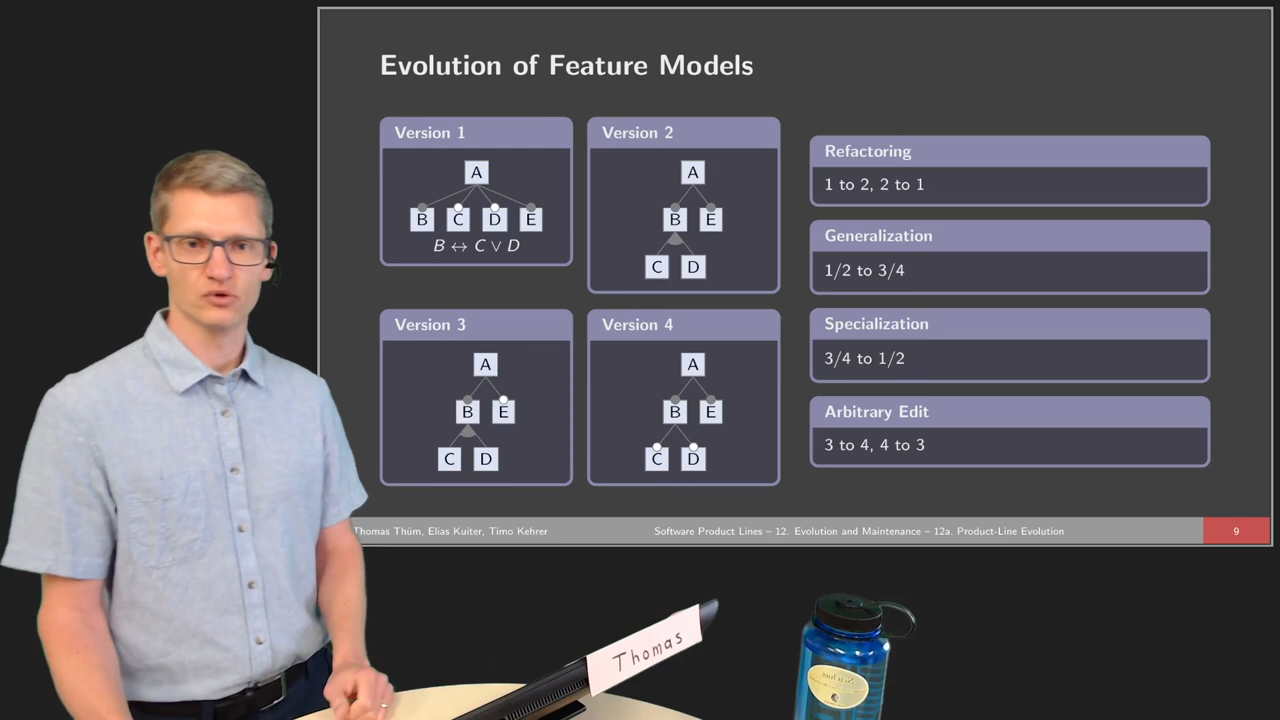 Evolution of Feature Models
Version 1
A
B C D E
B ↔ C ∨ D
Version 2
A
B E
C D
Version 3
A
B E
C D
Version 4
A
B E
C D
Refactoring
1 to 2, 2 to 1
Generalization
1/2 to 3/4
Specialization
3/4 to 1/2
Arbitrary Edit
3 to 4, 4 to 3
Thomas Thüm, Elias Kuiter, Timo Kehrer
Software Product Lines – 12. Evolution and Maintenance – 12a. Product-Line Evolution
9
Thomas